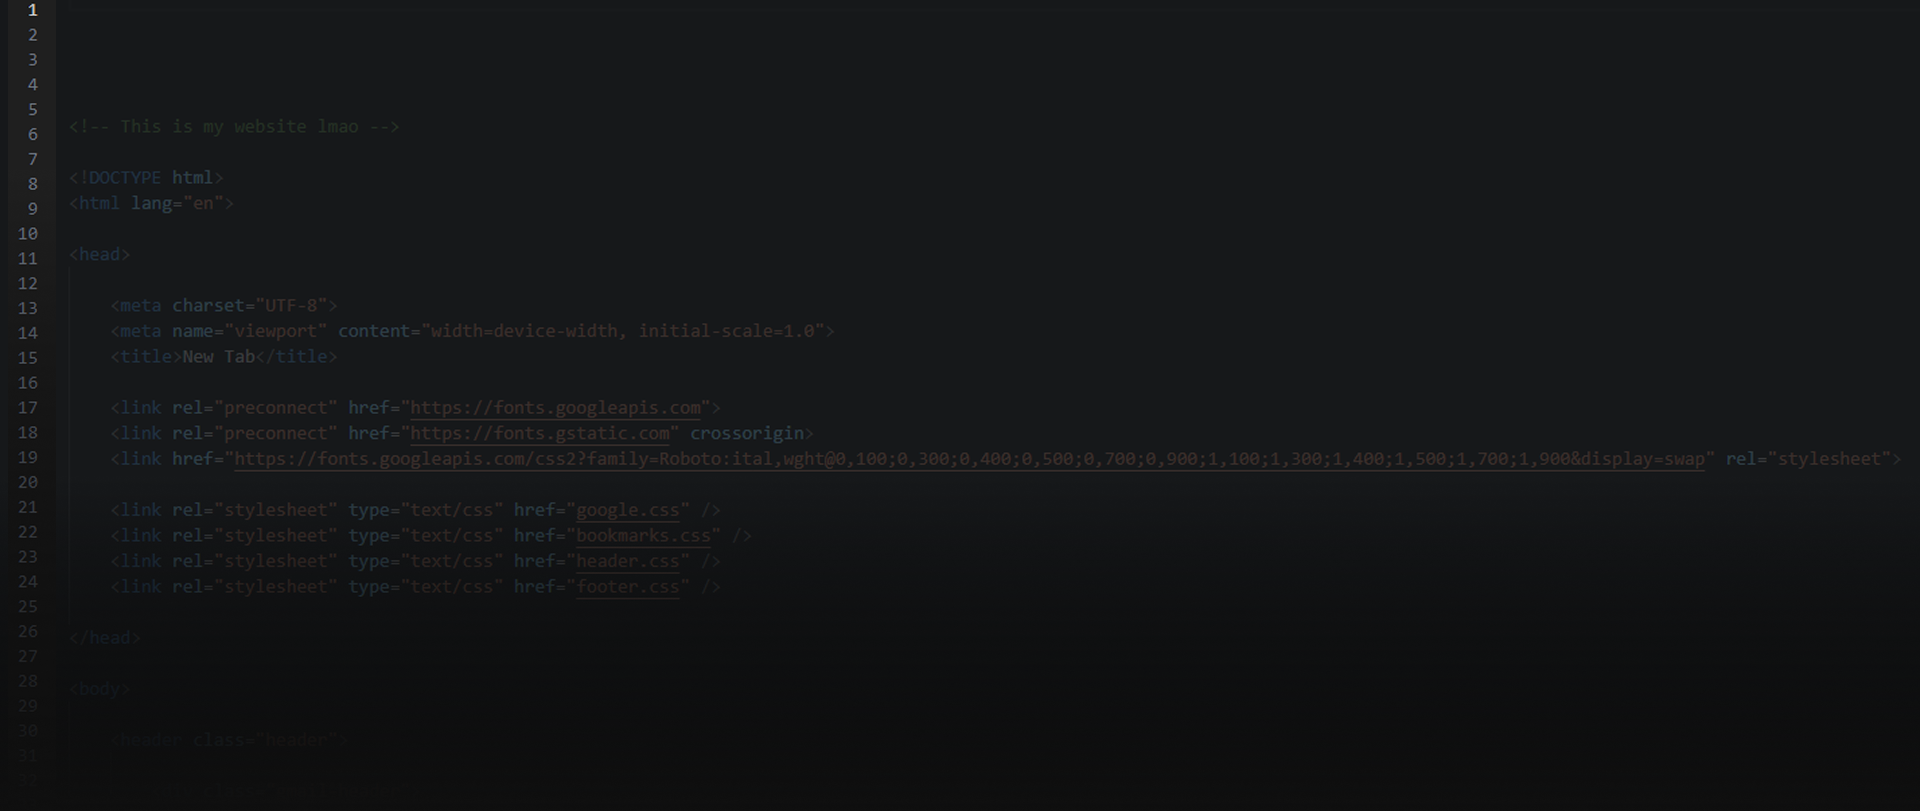 1
2
3
4
5
6 <!-- This is my website lmao -->
7
8 <!DOCTYPE html>
9 <html lang="en">
10
11 <head>
12
13 <meta charset="UTF-8">
14 <meta name="viewport" content="width=device-width, initial-scale=1.0">
15 <title>New Tab</title>
16
17 <link rel="preconnect" href="https://fonts.googleapis.com">
18 <link rel="preconnect" href="https://fonts.gstatic.com" crossorigin>
19 <link href="https://fonts.googleapis.com/css2?family=Roboto:ital,wght@0,100;0,300;0,400;0,500;0,700;0,900;1,100;1,300;1,400;1,500;1,700;1,900&display=swap" rel="stylesheet">
20
21 <link rel="stylesheet" type="text/css" href="google.css" />
22 <link rel="stylesheet" type="text/css" href="bookmarks.css" />
23 <link rel="stylesheet" type="text/css" href="header.css" />
24 <link rel="stylesheet" type="text/css" href="footer.css" />
25
26 </head>
27
28 <body>
29
30 <header class="header">
31
32